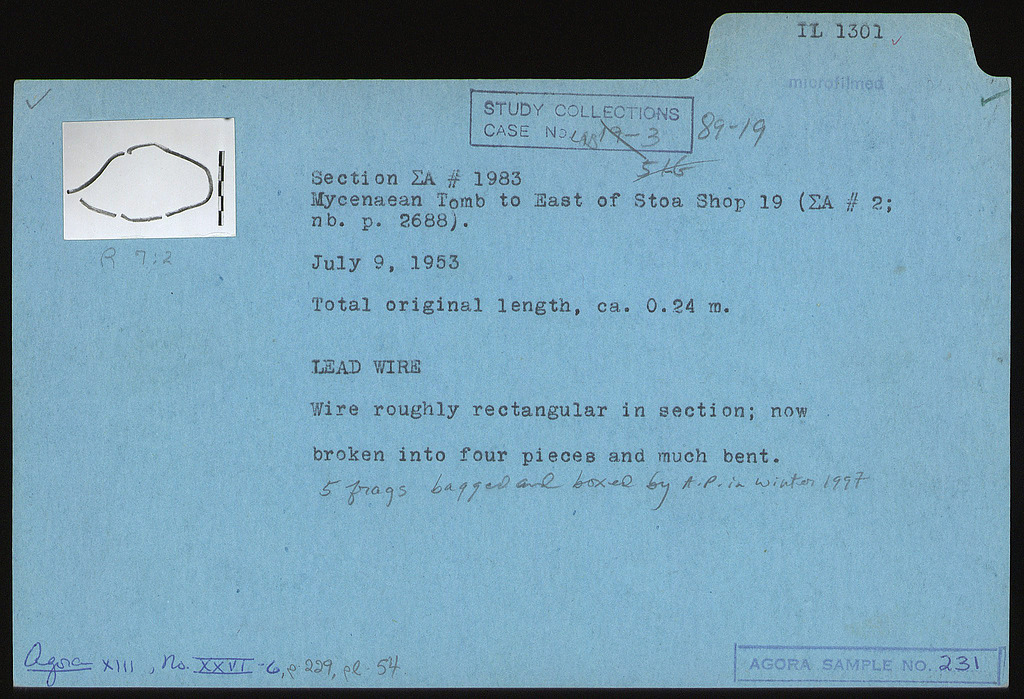 IL 1301
microfilmed
STUDY COLLECTIONS
CASE NO. 19-3 89-19
Section ΣA # 1983
Mycenaean Tomb to East of Stoa Shop 19 (ΣA # 2;
nb. p. 2688).
R 7:2
July 9, 1953
Total original length, ca. 0.24 m.
LEAD WIRE
Wire roughly rectangular in section; now
broken into four pieces and much bent.
5 frags bagged and boxed by A.P. in winter 1997
Agora XIII, No. XXVI-6, p. 229, pl. 54
AGORA SAMPLE NO. 231